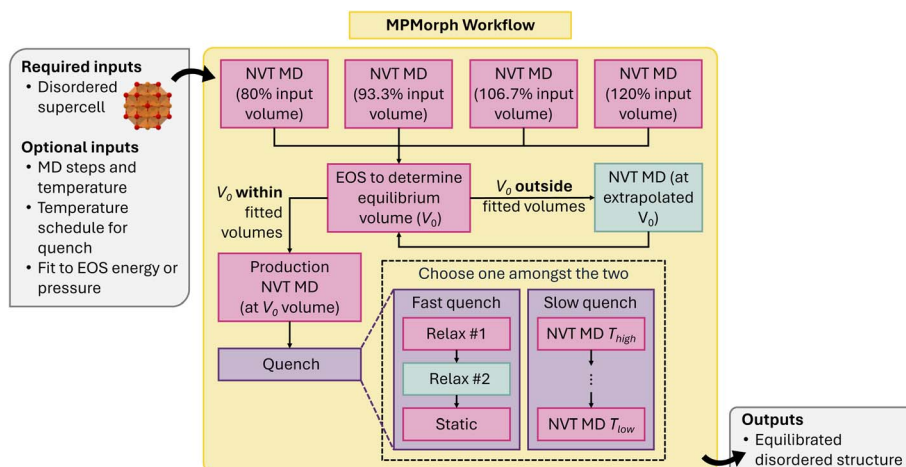 MPMorph Workflow
Required inputs
• Disordered
supercell
Optional inputs
• MD steps and
temperature
• Temperature
schedule for
quench
• Fit to EOS energy or
pressure
NVT MD
(80% input
volume)
NVT MD
(93.3% input
volume)
NVT MD
(106.7% input
volume)
NVT MD
(120% input
volume)
V0 within
fitted
volumes
EOS to determine
equilibrium
volume (V0)
V0 outside
fitted volumes
NVT MD (at
extrapolated
V0)
Production
NVT MD
(at V0 volume)
Quench
Choose one amongst the two
Fast quench
Relax #1
Relax #2
Static
Slow quench
NVT MD Thigh
⋮
NVT MD Tlow
Outputs
• Equilibrated
disordered structure